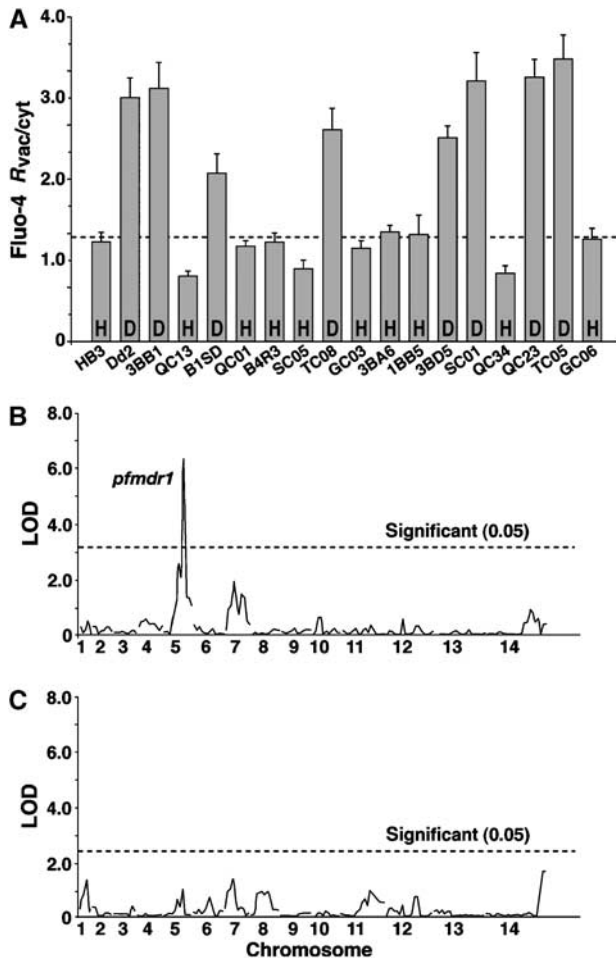 A
Fluo-4 Rvac/cyt
4.0
3.0
2.0
1.0
0
H D D H D H H H D H H H D D H D D H
HB3 Dd2 3BB1 QC13 B1SD QC01 B4R3 SC05 TC08 GC03 3BA6 1BB5 3BD5 SC01 QC34 QC23 TC05 GC06
B
LOD
8.0
6.0
4.0
2.0
0
pfmdr1
Significant (0.05)
1 2 3 4 5 6 7 8 9 10 11 12 13 14
C
LOD
8.0
6.0
4.0
2.0
0
Significant (0.05)
1 2 3 4 5 6 7 8 9 10 11 12 13 14
Chromosome